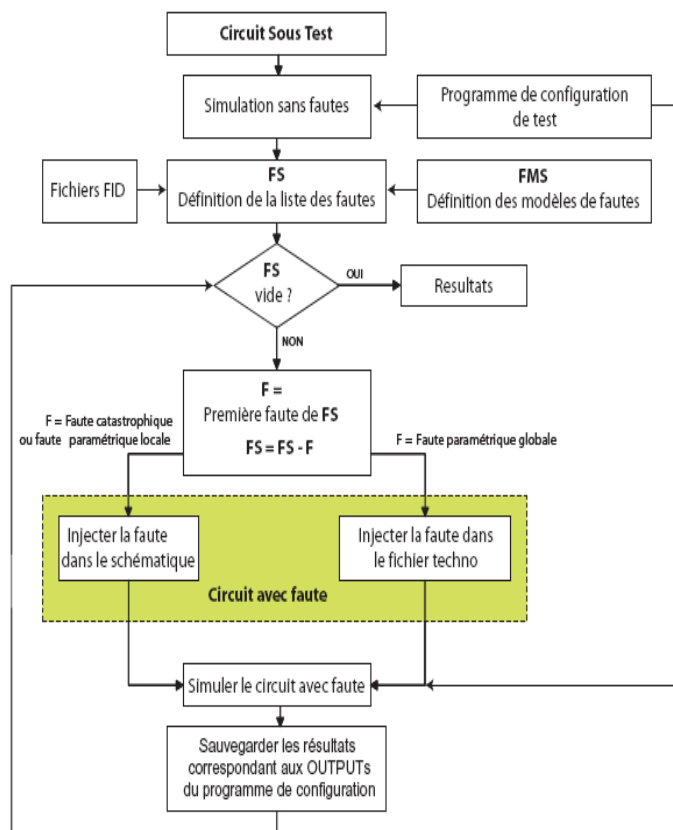 Circuit Sous Test
Simulation sans fautes
Programme de configuration
de test
Fichiers FID
FS
Définition de la liste des fautes
FMS
Définition des modèles de fautes
FS
vide ?
OUI
Resultats
NON
F =
Première faute de FS
FS = FS - F
F = Faute catastrophique
ou faute paramétrique locale
F = Faute paramétrique globale
Injecter la faute
dans le schématique
Injecter la faute dans
le fichier techno
Circuit avec faute
Simuler le circuit avec faute
Sauvegarder les résultats
correspondant aux OUTPUTs
du programme de configuration